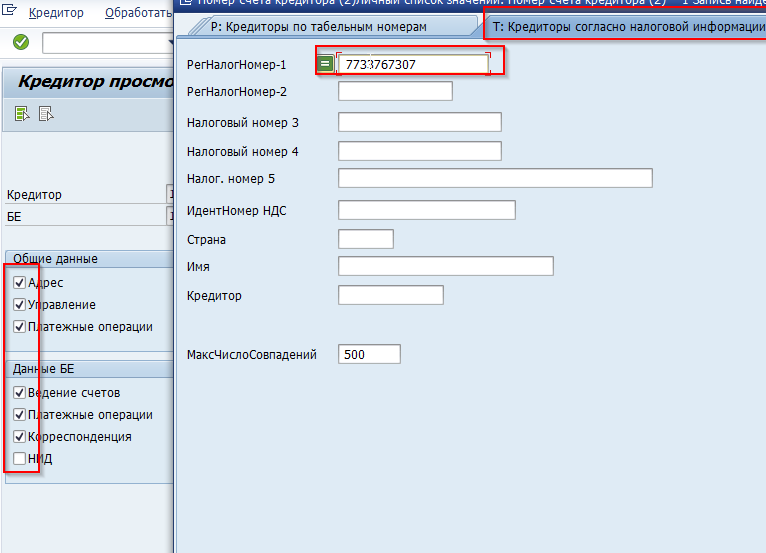 Номер счета кредитора (2)Личный список значений: Номер счета кредитора (2) 1 Запись найде
Кредитор Обработать
P: Кредиторы по табельным номерам
T: Кредиторы согласно налоговой информации
Кредитор просмо
РегНалогНомер-1 7733767307
РегНалогНомер-2
Налоговый номер 3
Налоговый номер 4
Налог. номер 5
ИдентНомер НДС
Страна
Имя
Кредитор
МаксЧислоСовпадений 500
Кредитор
БЕ
Общие данные
Адрес
Управление
Платежные операции
Данные БЕ
Ведение счетов
Платежные операции
Корреспонденция
НИД